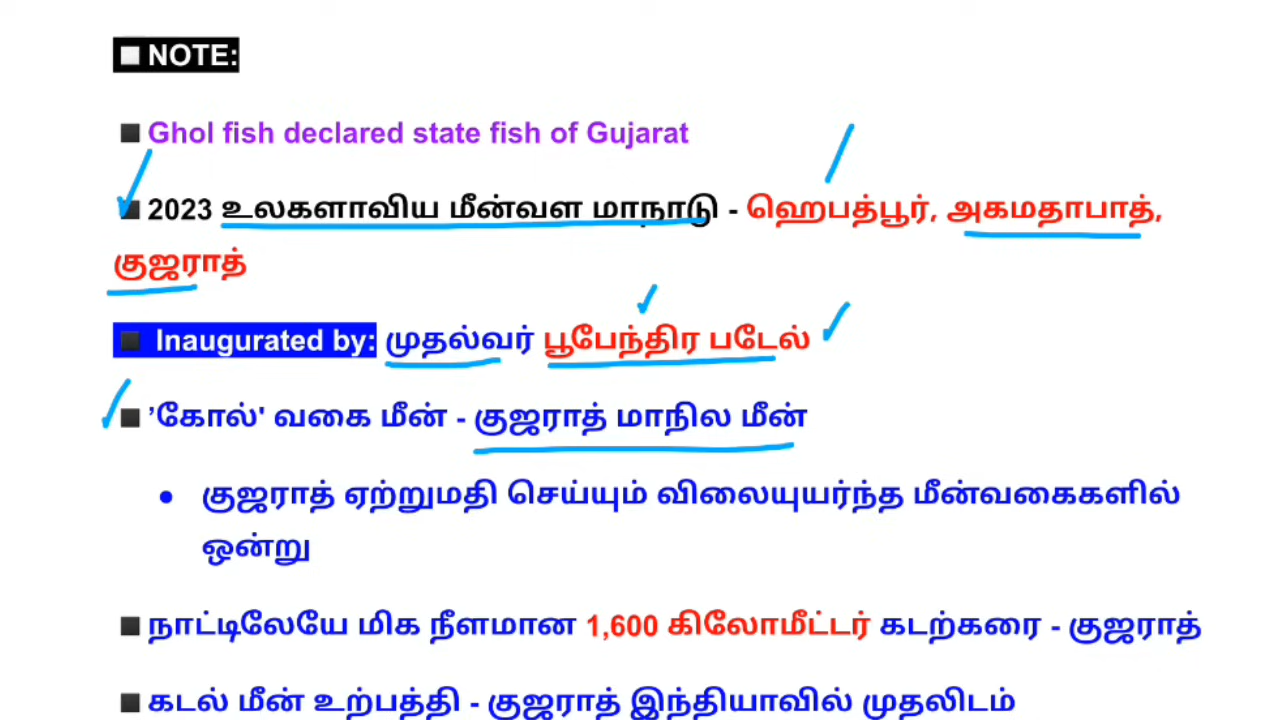 NOTE:
Ghol fish declared state fish of Gujarat
2023 உலகளாவிய மீன்வள மாநாடு - ஹெபத்பூர், அகமதாபாத்,
குஜராத்
Inaugurated by: முதல்வர் பூபேந்திர படேல்
’கோல்' வகை மீன் - குஜராத் மாநில மீன்
குஜராத் ஏற்றுமதி செய்யும் விலையுயர்ந்த மீன்வகைகளில்
ஒன்று
நாட்டிலேயே மிக நீளமான 1,600 கிலோமீட்டர் கடற்கரை - குஜராத்
கடல் மீன் உற்பத்தி - குஜராத் இந்தியாவில் முதலிடம்